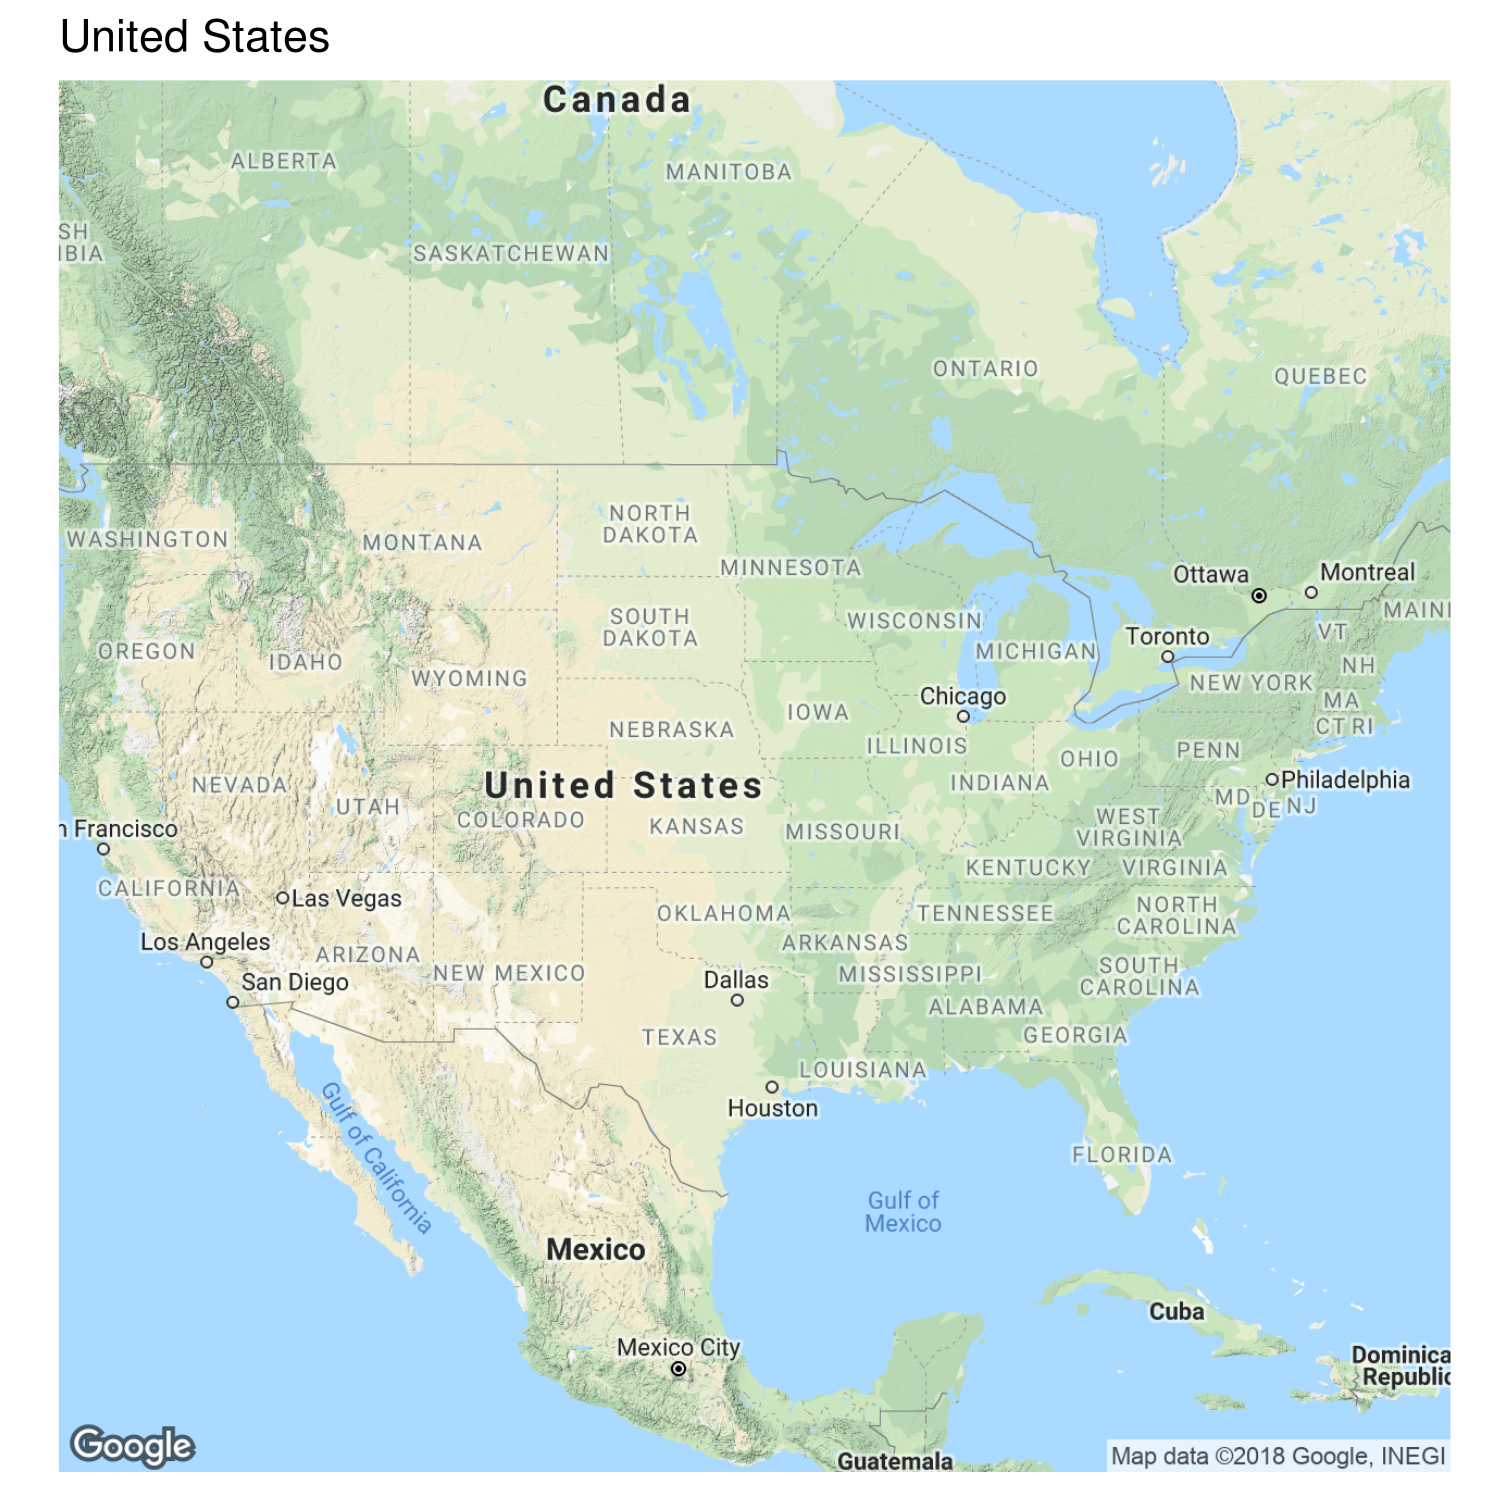 United States
Canada
ALBERTA
MANITOBA
SH
IBIA
SASKATCHEWAN
ONTARIO
QUEBEC
NORTH
DAKOTA
WASHINGTON
MONTANA
MINNESOTA
Ottawa
Montreal
MAIN
SOUTH
DAKOTA
WISCONSIN
VT
Toronto
OREGON
IDAHO
MICHIGAN
NH
WYOMING
NEW YORK
Chicago
MA
IOWA
NEBRASKA
CT RI
ILLINOIS
PENN
OHIO
NEVADA
United States
INDIANA
Philadelphia
UTAH
MD
DE
NJ
COLORADO
KANSAS
MISSOURI
WEST
VIRGINIA
n Francisco
KENTUCKY
VIRGINIA
CALIFORNIA
Las Vegas
OKLAHOMA
TENNESSEE
NORTH
CAROLINA
Los Angeles
ARIZONA
ARKANSAS
NEW MEXICO
MISSISSIPPI
SOUTH
CAROLINA
San Diego
Dallas
ALABAMA
TEXAS
GEORGIA
LOUISIANA
Houston
Gulf of California
FLORIDA
Gulf of
Mexico
Mexico
Cuba
Mexico City
Dominica
Republic
Google
Guatemala
Map data ©2018 Google, INEGI